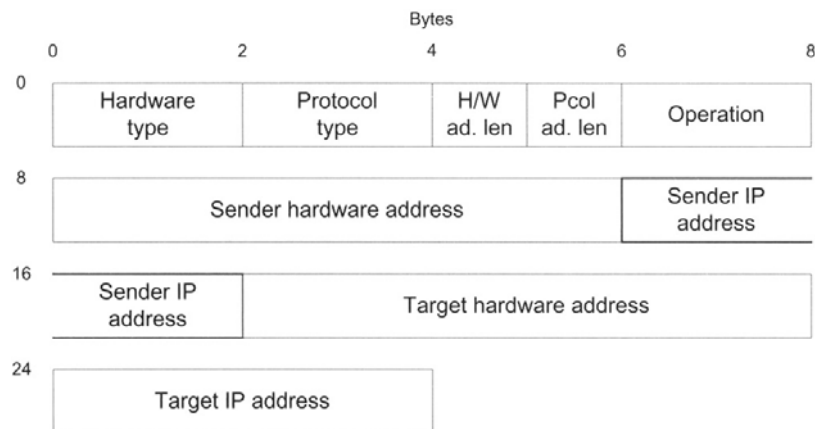 Bytes
0 2 4 6 8
0
Hardware type
Protocol type
H/W ad. len
Pcol ad. len
Operation
8
Sender hardware address
Sender IP address
16
Sender IP address
Target hardware address
24
Target IP address